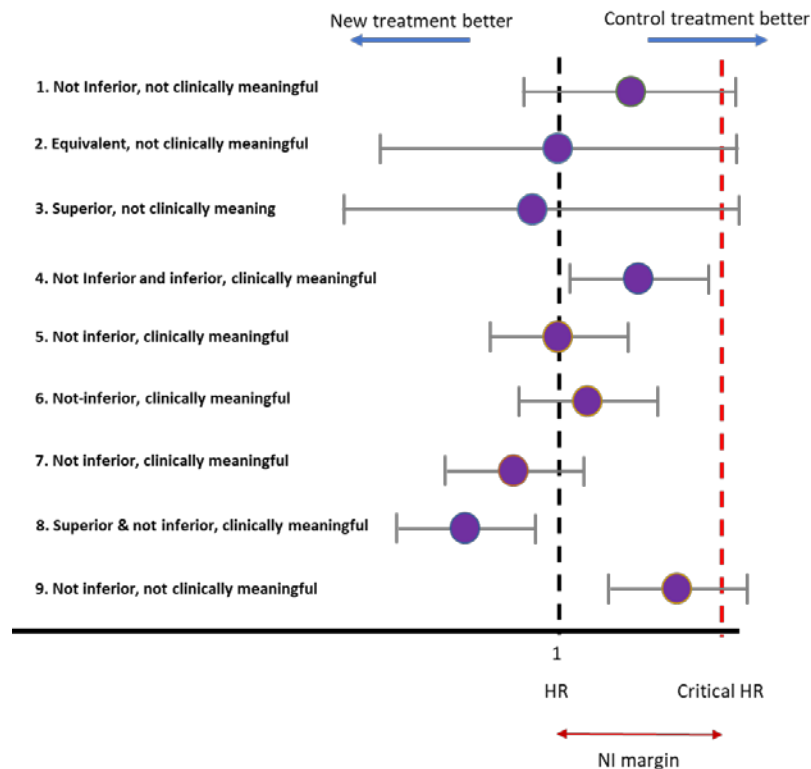 New treatment better
Control treatment better
1. Not Inferior, not clinically meaningful
2. Equivalent, not clinically meaningful
3. Superior, not clinically meaning
4. Not Inferior and inferior, clinically meaningful
5. Not inferior, clinically meaningful
6. Not-inferior, clinically meaningful
7. Not inferior, clinically meaningful
8. Superior & not inferior, clinically meaningful
9. Not inferior, not clinically meaningful
1
HR
Critical HR
NI margin